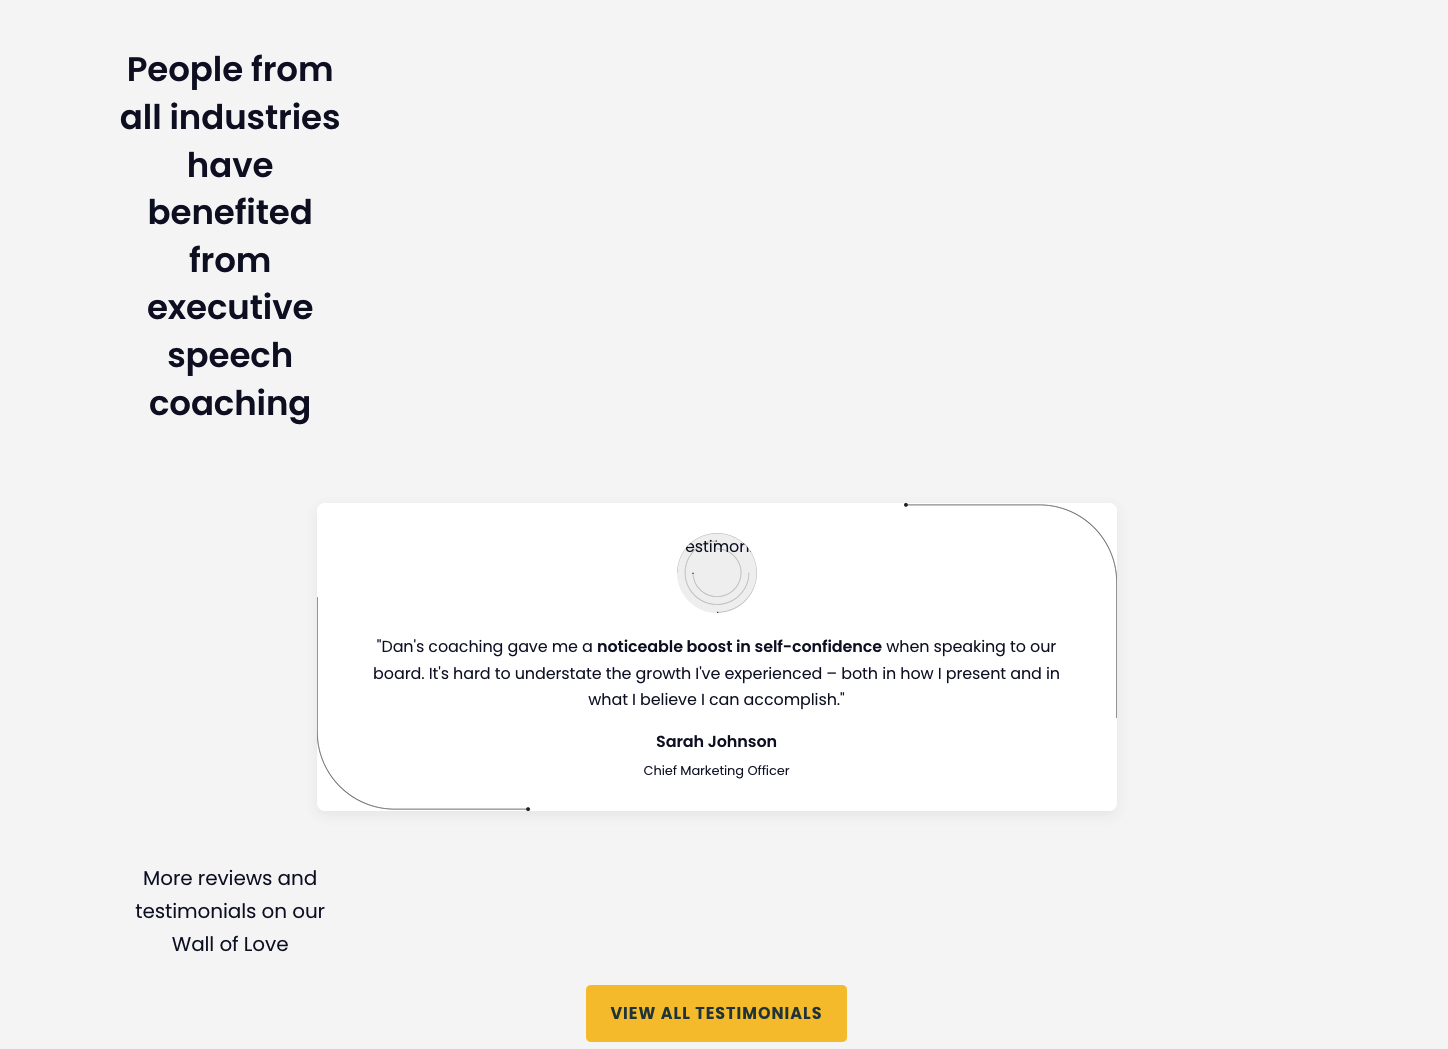 People from
all industries
have
benefited
from
executive
speech
coaching
estimon
"Dan's coaching gave me a noticeable boost in self-confidence when speaking to our
board. It's hard to understate the growth I've experienced – both in how I present and in
what I believe I can accomplish."
Sarah Johnson
Chief Marketing Officer
More reviews and
testimonials on our
Wall of Love
VIEW ALL TESTIMONIALS